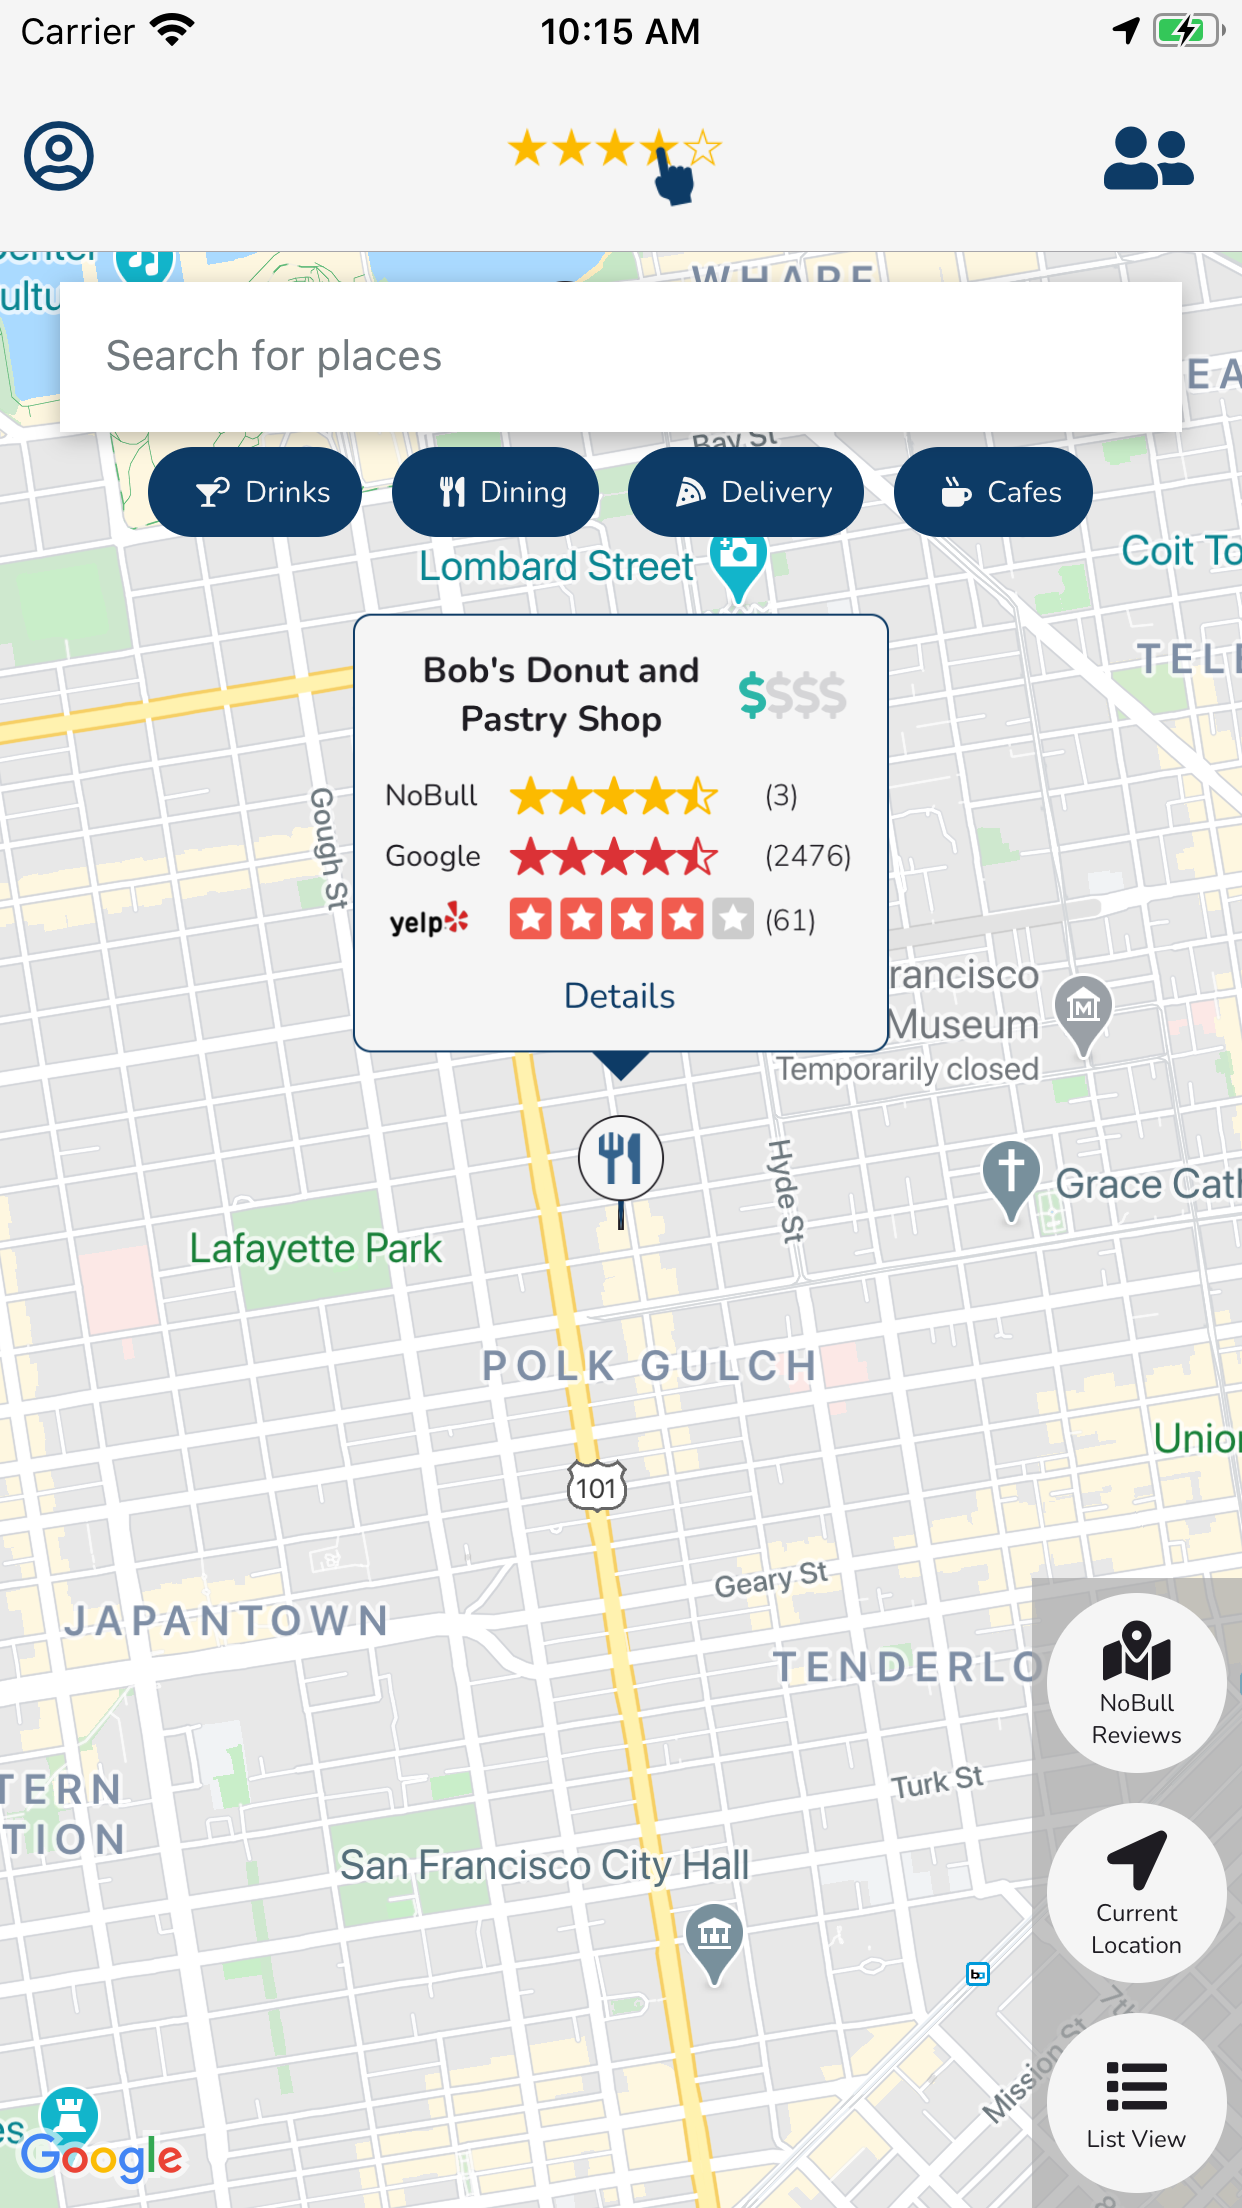 Carrier
10:15 AM
WHARF
Search for places
Bay St
Drinks
Dining
Delivery
Cafes
Lombard Street
Coit To
TELE
Bob's Donut and
Pastry Shop
$$$$
Gough St
NoBull
(3)
Google
(2476)
yelp
(61)
Details
rancisco
Museum
Temporarily closed
M
Hyde St
Grace Cath
Lafayette Park
POLK GULCH
Union
101
Geary St
JAPANTOWN
TENDERLO
NoBull
Reviews
TERN
TION
Turk St
San Francisco City Hall
Current
Location
Mission St
List View
es
Google